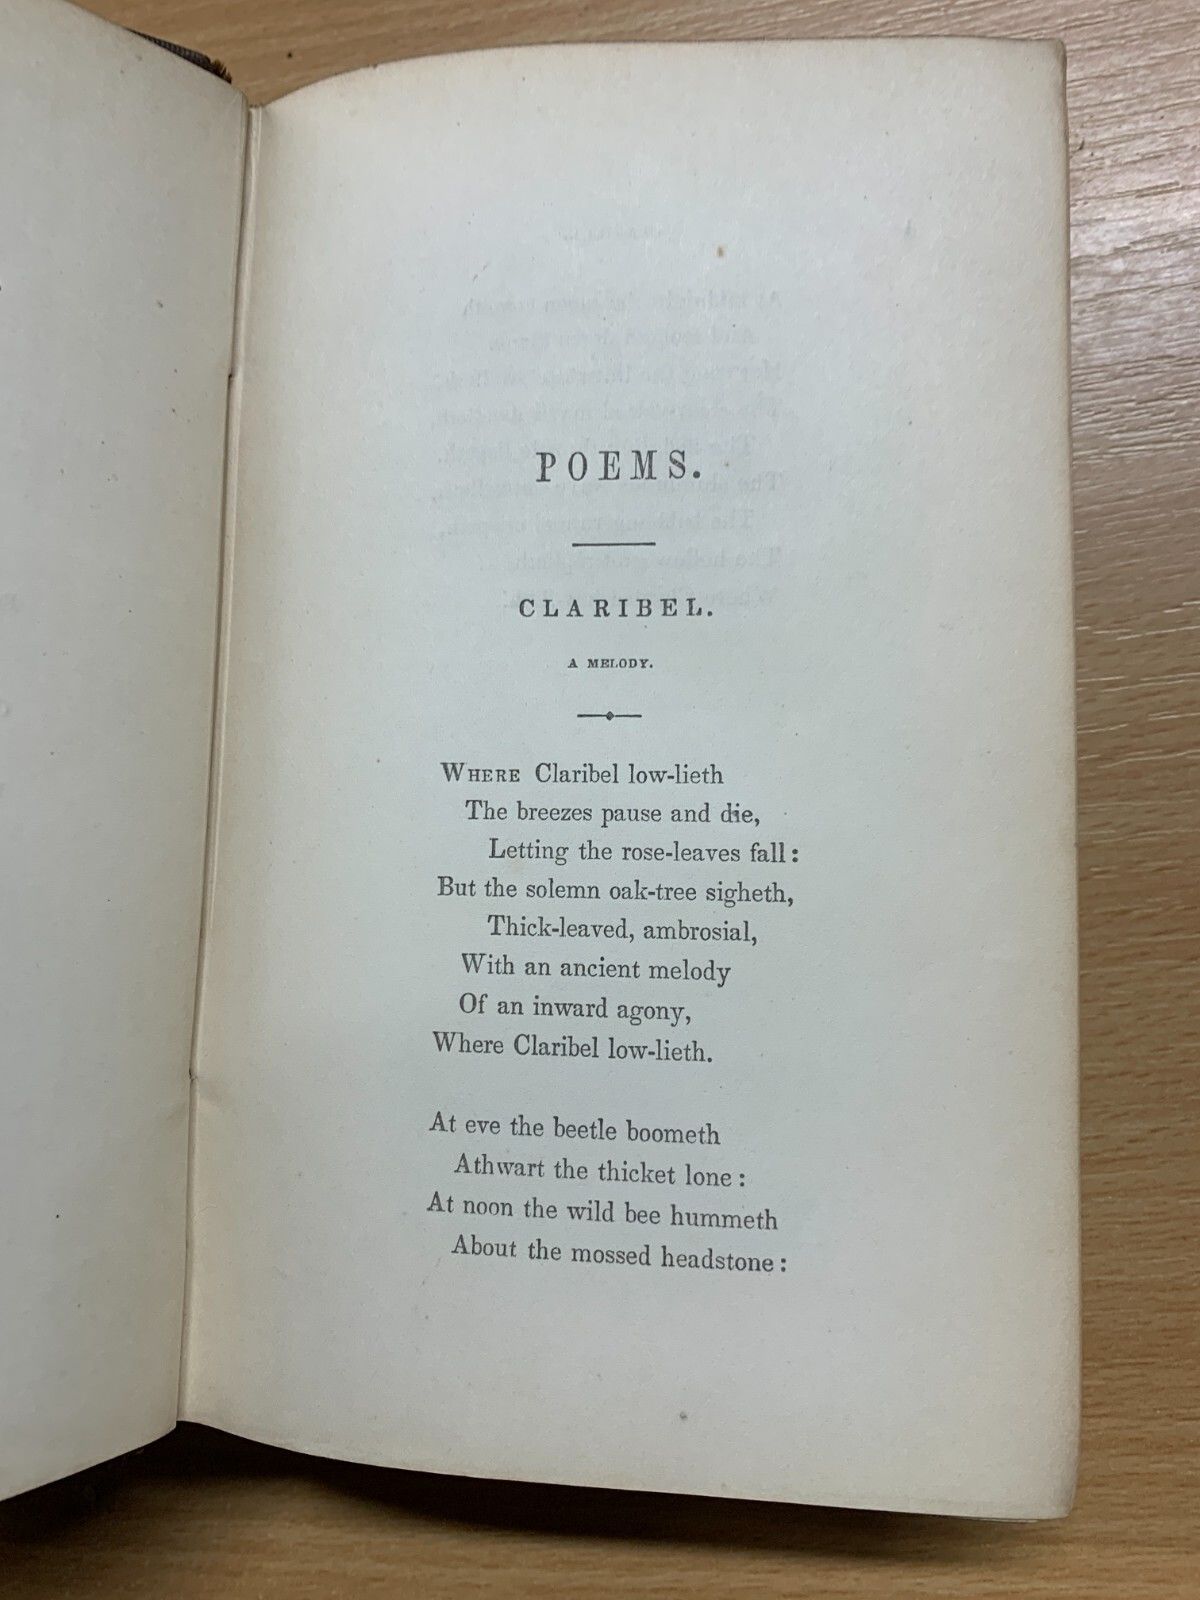 POEMS.
CLARIBEL.
A MELODY.
WHERE Claribel low-lieth
The breezes pause and die,
Letting the rose-leaves fall:
But the solemn oak-tree sigheth,
Thick-leaved, ambrosial,
With an ancient melody
Of an inward agony,
Where Claribel low-lieth.
At eve the beetle boometh
Athwart the thicket lone:
At noon the wild bee hummeth
About the mossed headstone: